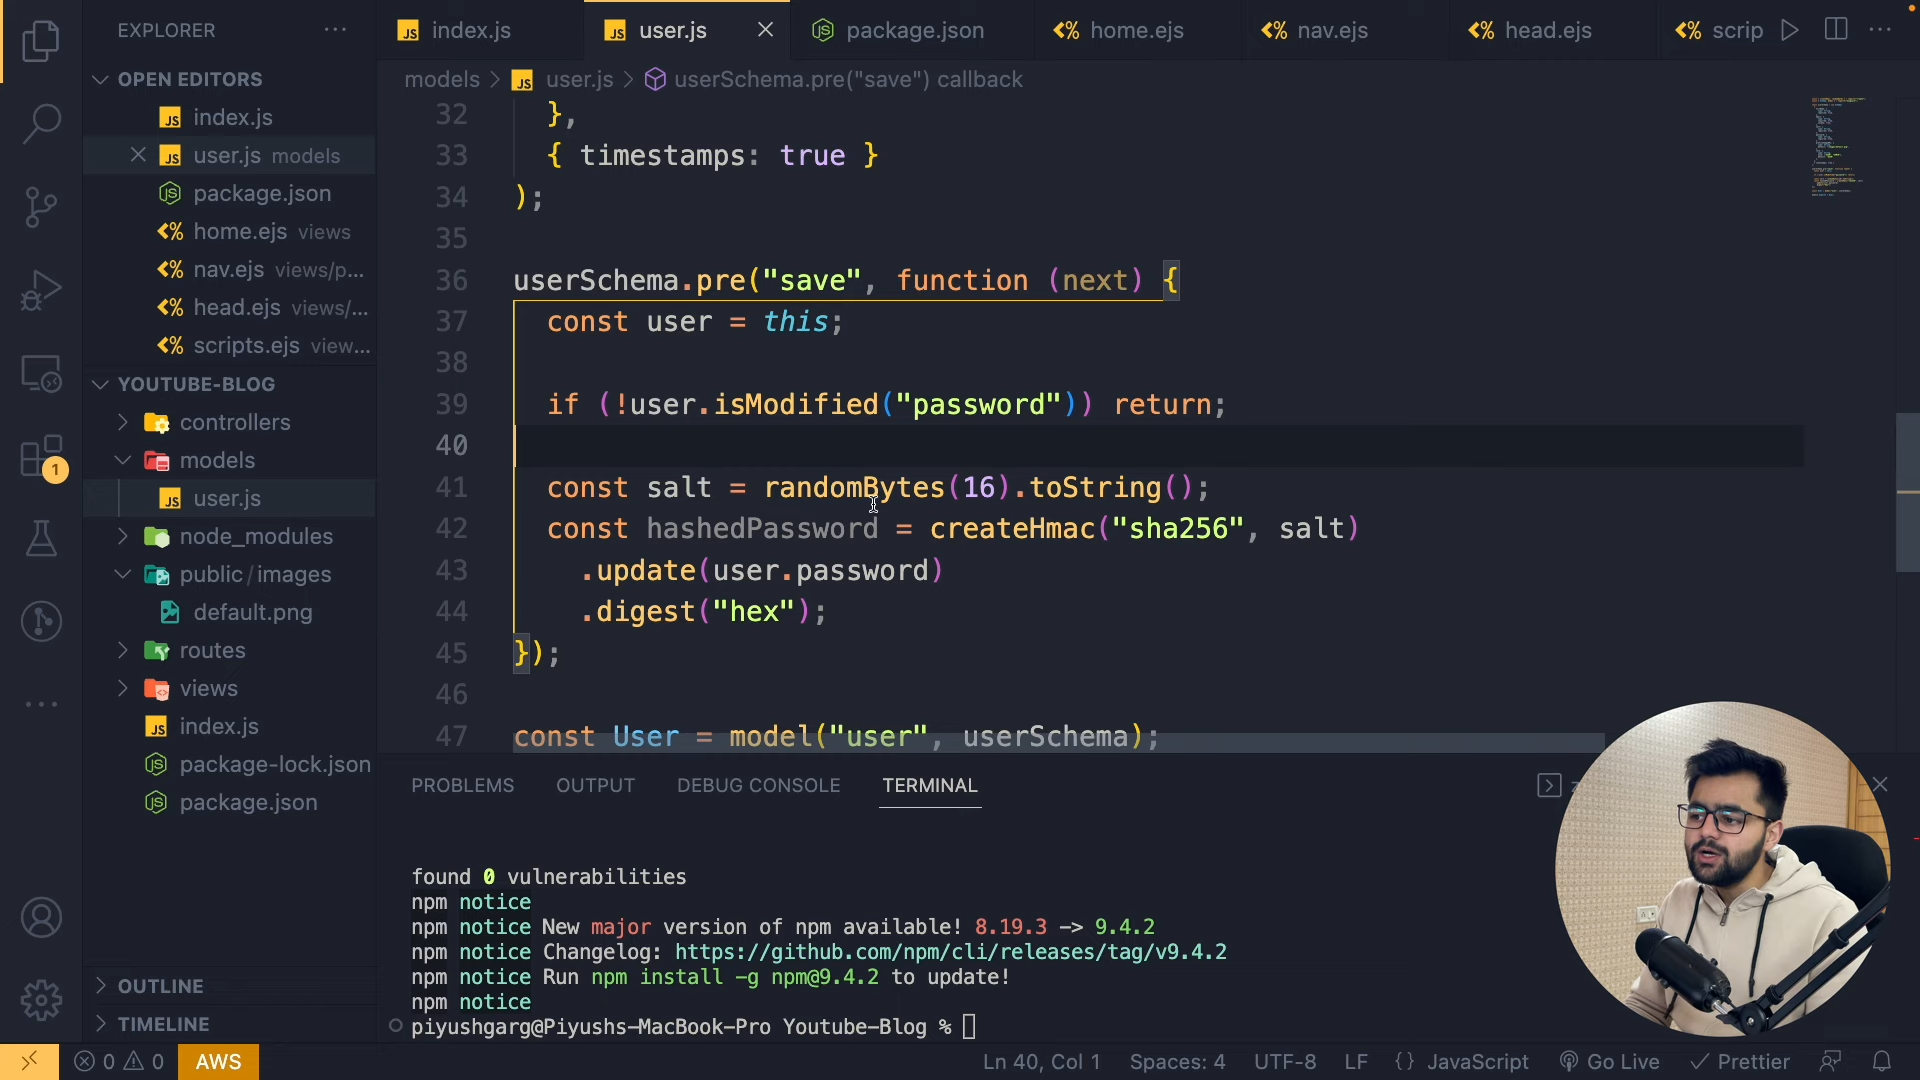 EXPLORER
OPEN EDITORS
index.js
user.js models
package.json
home.ejs views
nav.ejs views/p...
head.ejs views/...
scripts.ejs view...
YOUTUBE-BLOG
controllers
models
user.js
node_modules
public/images
default.png
routes
views
index.js
package-lock.json
package.json
OUTLINE
TIMELINE
1
index.js
user.js
package.json
home.ejs
nav.ejs
head.ejs
scrip
models > user.js > userSchema.pre("save") callback
32 },
33 { timestamps: true }
34 );
35
36 userSchema.pre("save", function (next) {
37 const user = this;
38
39 if (!user.isModified("password")) return;
40
41 const salt = randomBytes(16).toString();
42 const hashedPassword = createHmac("sha256", salt)
43 .update(user.password)
44 .digest("hex");
45 });
46
47 const User = model("user", userSchema);
PROBLEMS OUTPUT DEBUG CONSOLE TERMINAL
found 0 vulnerabilities
npm notice
npm notice New major version of npm available! 8.19.3 -> 9.4.2
npm notice Changelog: https://github.com/npm/cli/releases/tag/v9.4.2
npm notice Run npm install -g npm@9.4.2 to update!
npm notice
piyushgarg@Piyushs-MacBook-Pro Youtube-Blog %
0 0 AWS Ln 40, Col 1 Spaces: 4 UTF-8 LF {} JavaScript Go Live Prettier